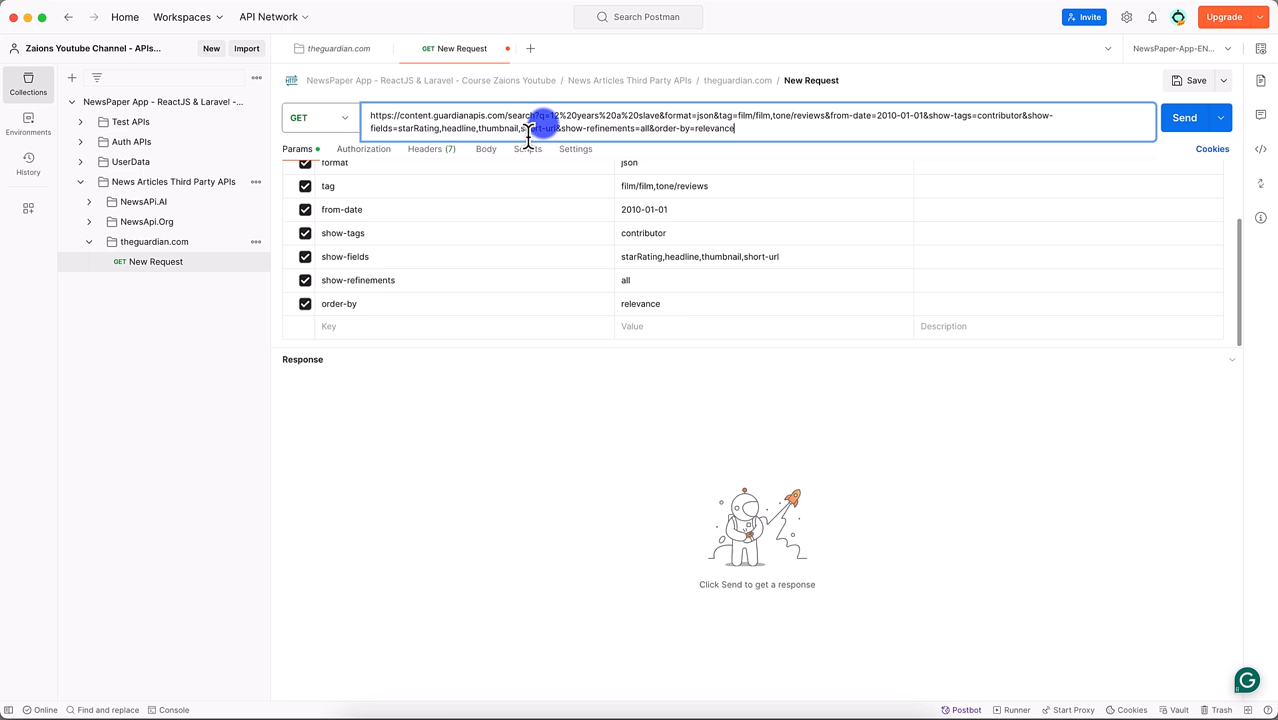 Home
Workspaces
API Network
Search Postman
Invite
Upgrade
Zaions Youtube Channel - APIs...
New
Import
theguardian.com
GET New Request
NewsPaper-App-EN...
Collections
Environments
History
NewsPaper App - ReactJS & Laravel -...
Test APIs
Auth APIs
UserData
News Articles Third Party APIs
NewsApi.AI
NewsApi.Org
theguardian.com
GET New Request
NewsPaper App - ReactJS & Laravel - Course Zaions Youtube / News Articles Third Party APIs / theguardian.com / New Request
Save
GET
https://content.guardianapis.com/search?q=12%20years%20a%20slave&format=json&tag=film/film,tone/reviews&from-date=2010-01-01&show-tags=contributor&show-
fields=starRating,headline,thumbnail,short-url&show-refinements=all&order-by=relevance
Send
Params
Authorization
Headers (7)
Body
Scripts
Settings
Cookies
format json
tag film/film,tone/reviews
from-date 2010-01-01
show-tags contributor
show-fields starRating,headline,thumbnail,short-url
show-refinements all
order-by relevance
Key Value Description
Response
Click Send to get a response
Online
Find and replace
Console
Postbot
Runner
Start Proxy
Cookies
Vault
Trash